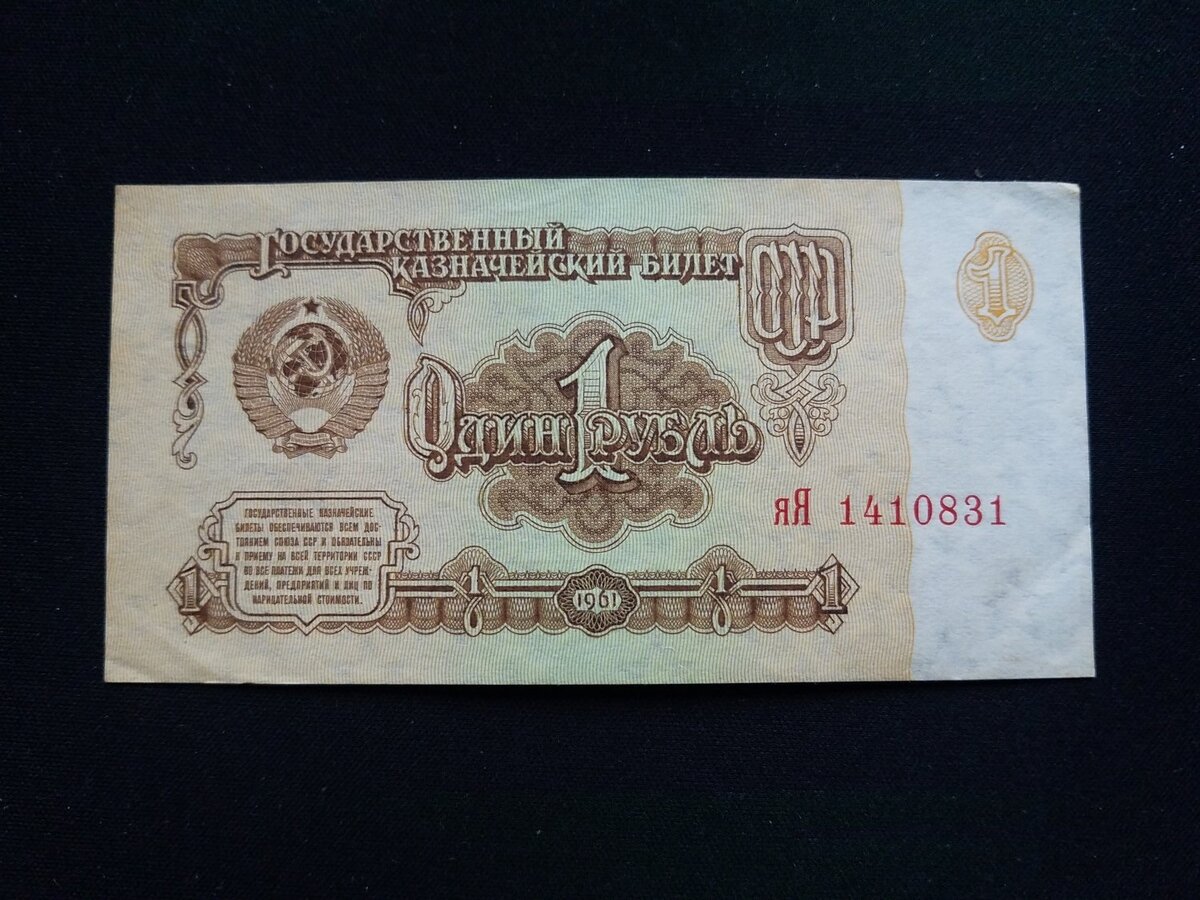 Государственный
казначейский билет
СССР
1
1
Один рубль
яЯ 1410831
ГОСУДАРСТВЕННЫЕ КАЗНАЧЕЙСКИЕ
БИЛЕТЫ ОБЕСПЕЧИВАЮТСЯ ВСЕМ ДОС-
ТОЯНИЕМ СОЮЗА ССР И ОБЯЗАТЕЛЬНЫ
К ПРИЕМУ НА ВСЕЙ ТЕРРИТОРИИ СССР
ВО ВСЕ ПЛАТЕЖИ ДЛЯ ВСЕХ УЧРЕЖ-
ДЕНИЙ, ПРЕДПРИЯТИЙ И ЛИЦ ПО
НАРИЦАТЕЛЬНОЙ СТОИМОСТИ.
1 1 1961 1 1